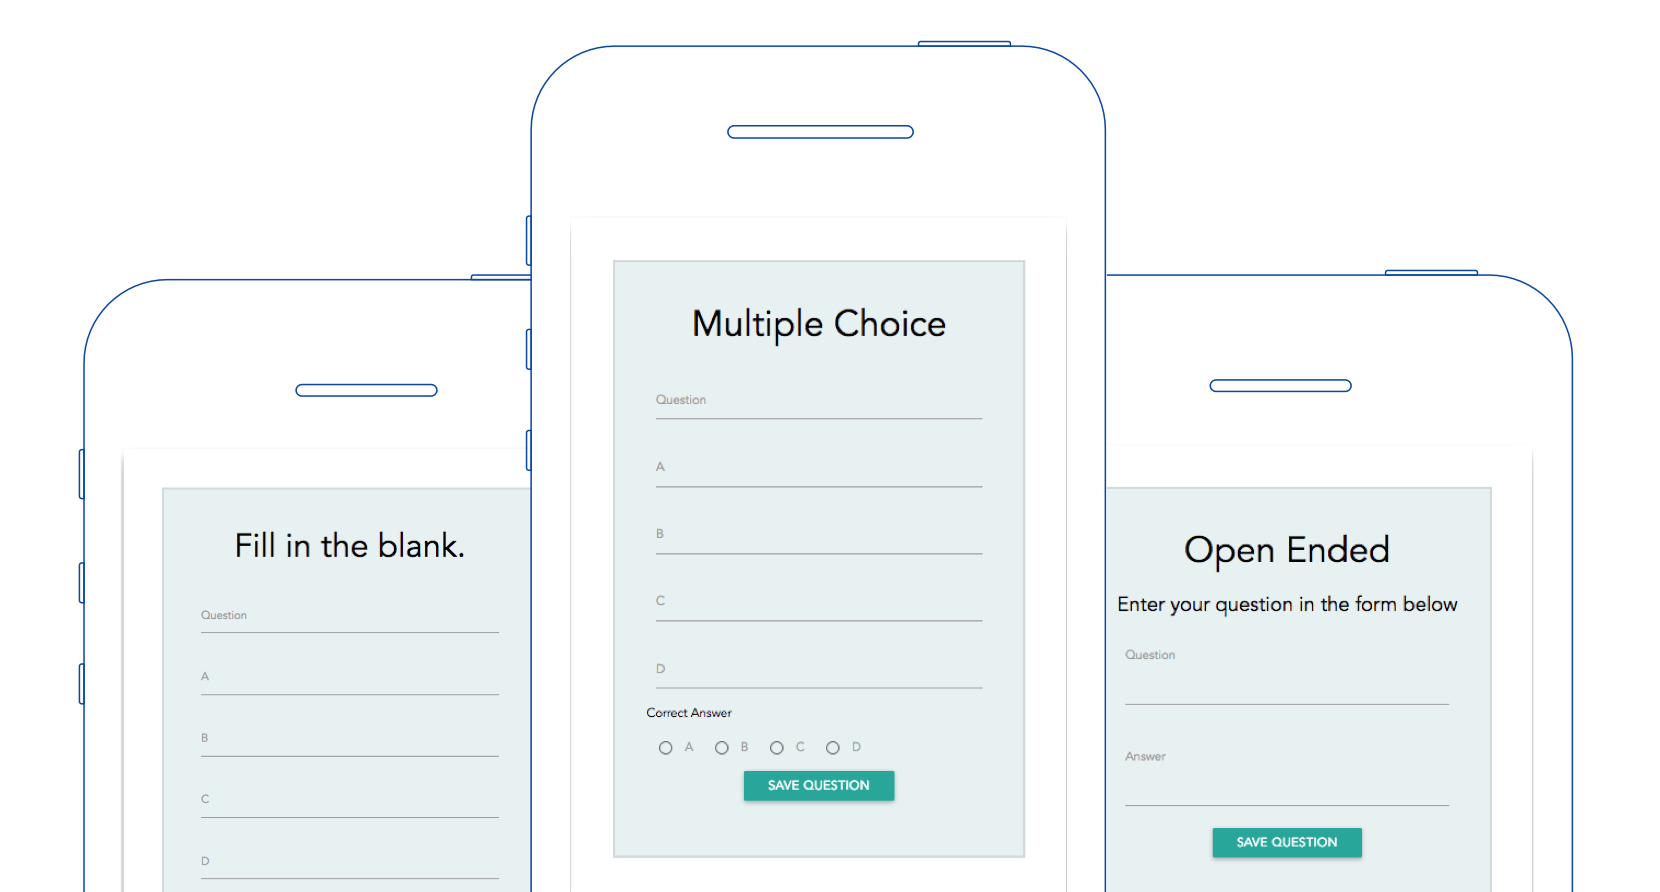 Fill in the blank.
Question
A
B
C
D
Multiple Choice
Question
A
B
C
D
Correct Answer
A B C D
SAVE QUESTION
Open Ended
Enter your question in the form below
Question
Answer
SAVE QUESTION